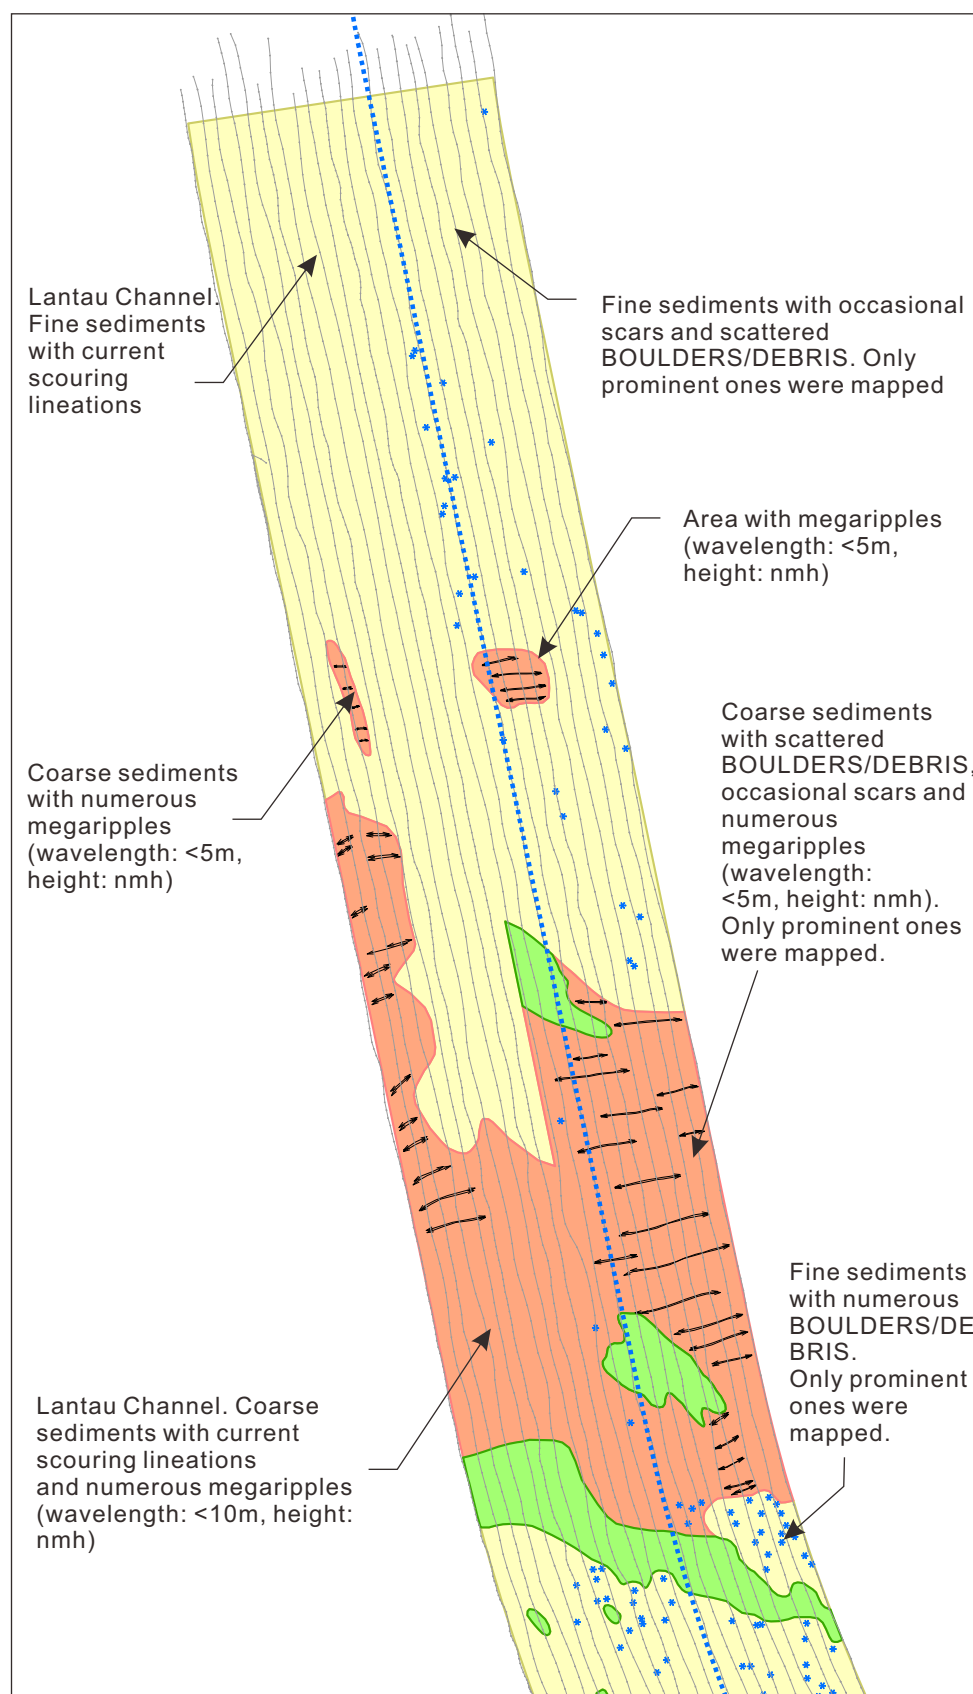 Lantau Channel.
Fine sediments
with current
scouring
lineations
Fine sediments with occasional
scars and scattered
BOULDERS/DEBRIS. Only
prominent ones were mapped
Area with megaripples
(wavelength: <5m,
height: nmh)
Coarse sediments
with numerous
megaripples
(wavelength: <5m,
height: nmh)
Coarse sediments
with scattered
BOULDERS/DEBRIS,
occasional scars and
numerous
megaripples
(wavelength:
<5m, height: nmh).
Only prominent ones
were mapped.
Fine sediments
with numerous
BOULDERS/DE
BRIS.
Only prominent
ones were
mapped.
Lantau Channel. Coarse
sediments with current
scouring lineations
and numerous megaripples
(wavelength: <10m, height:
nmh)